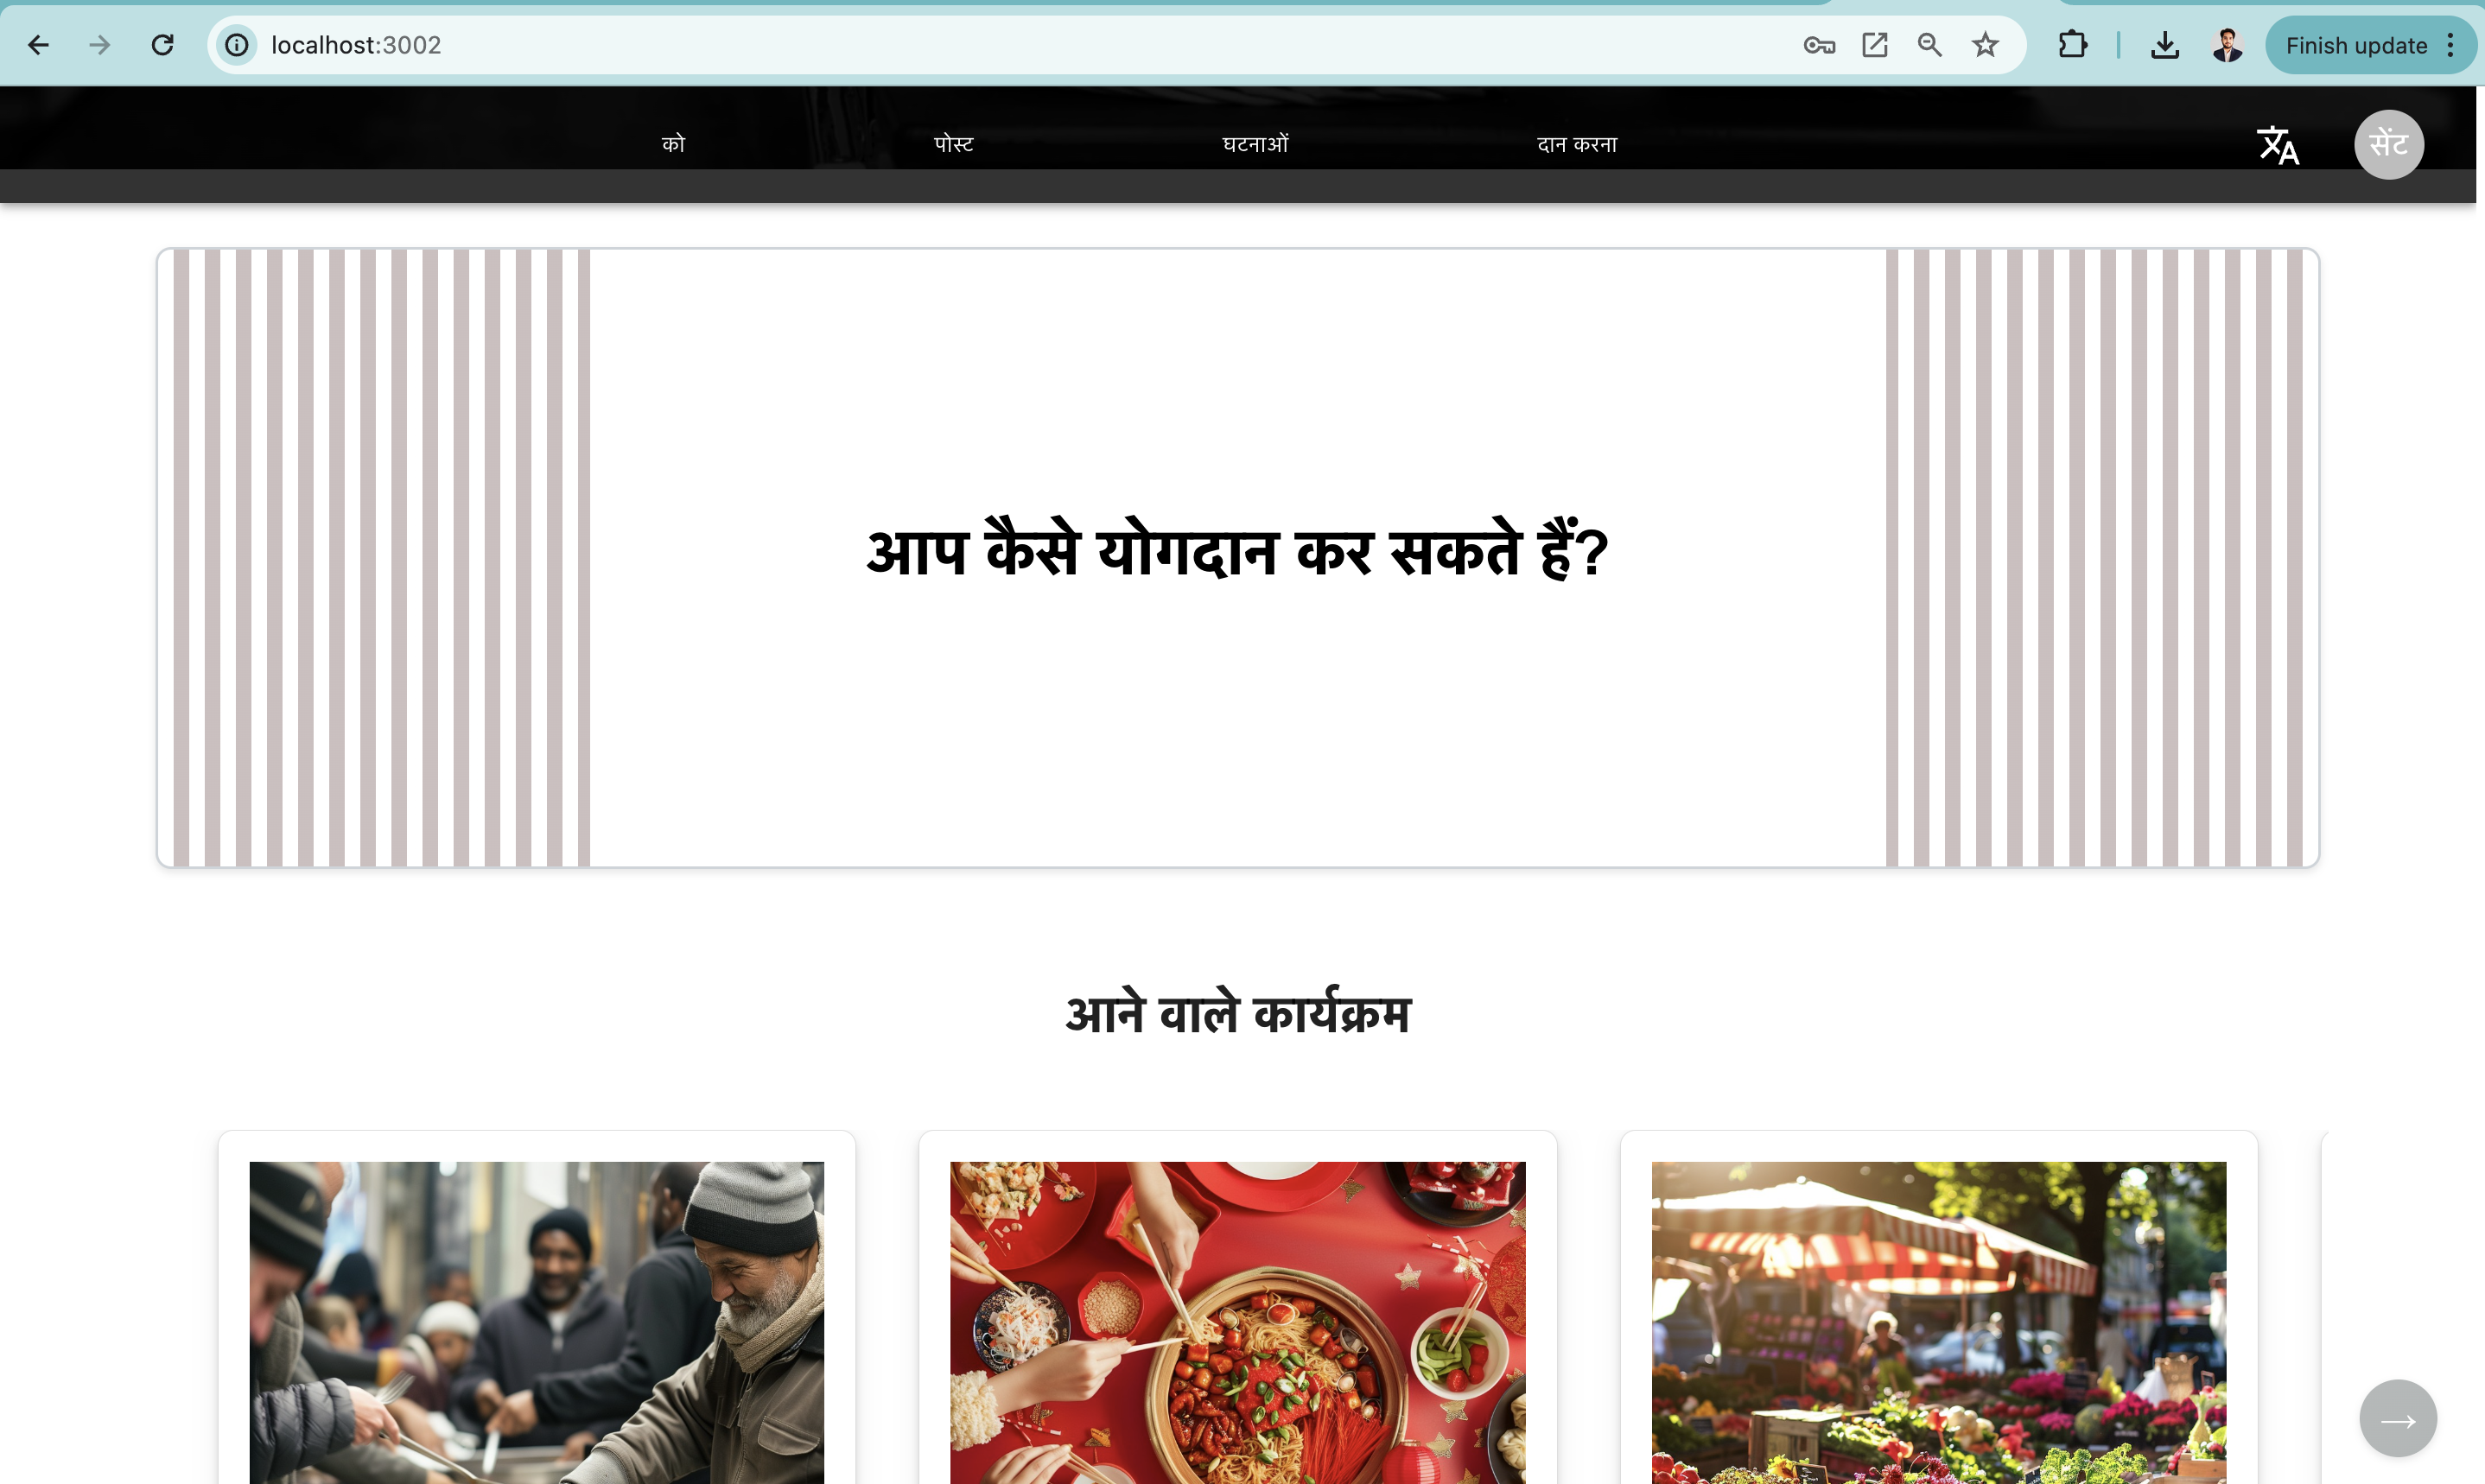 localhost:3002
Finish update
को पोस्ट घटनाओं दान करना सेंट
आप कैसे योगदान कर सकते हैं?
आने वाले कार्यक्रम